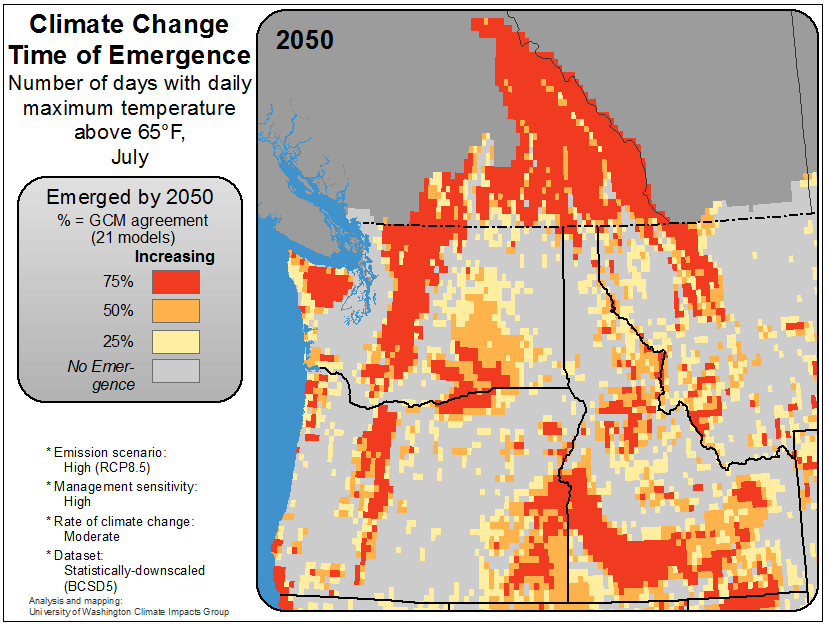 Climate Change
Time of Emergence
Number of days with daily
maximum temperature
above 65°F,
July
2050
Emerged by 2050
% = GCM agreement
(21 models)
Increasing
75%
50%
25%
No Emer-
gence
* Emission scenario:
High (RCP8.5)
* Management sensitivity:
High
* Rate of climate change:
Moderate
* Dataset:
Statistically-downscaled
(BCSD5)
Analysis and mapping:
University of Washington Climate Impacts Group